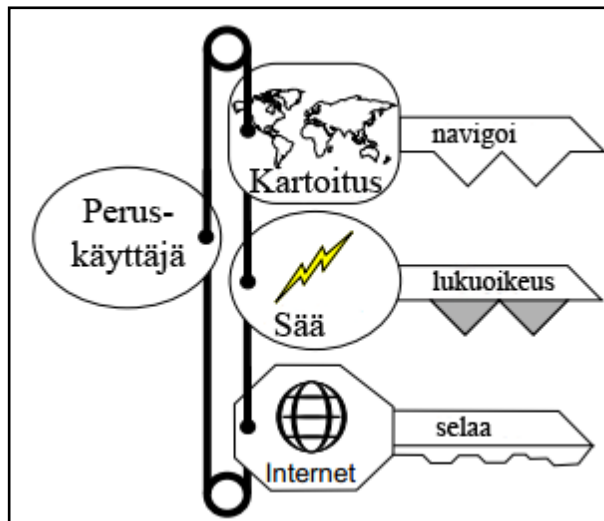 Perus-
käyttäjä
Kartoitus
navigoi
Sää
lukuoikeus
Internet
selaa